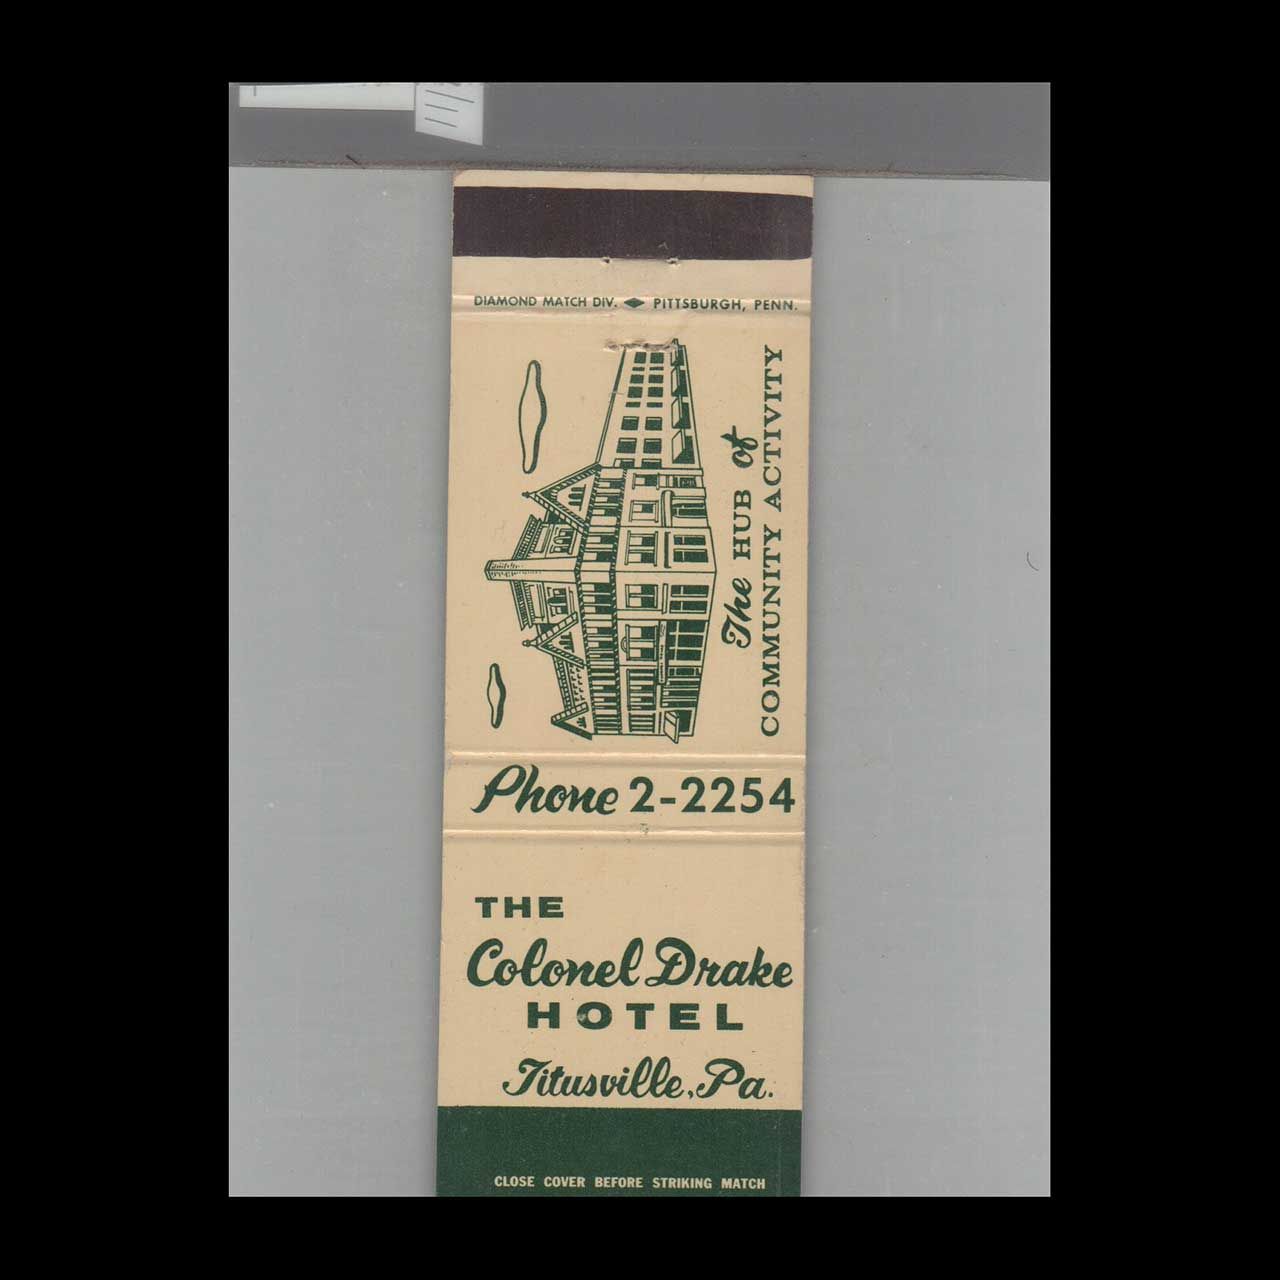 DIAMOND MATCH DIV. PITTSBURGH, PENN.
The HUB of
COMMUNITY ACTIVITY
Phone 2-2254
THE
Colonel Drake
HOTEL
Titusville, Pa.
CLOSE COVER BEFORE STRIKING MATCH